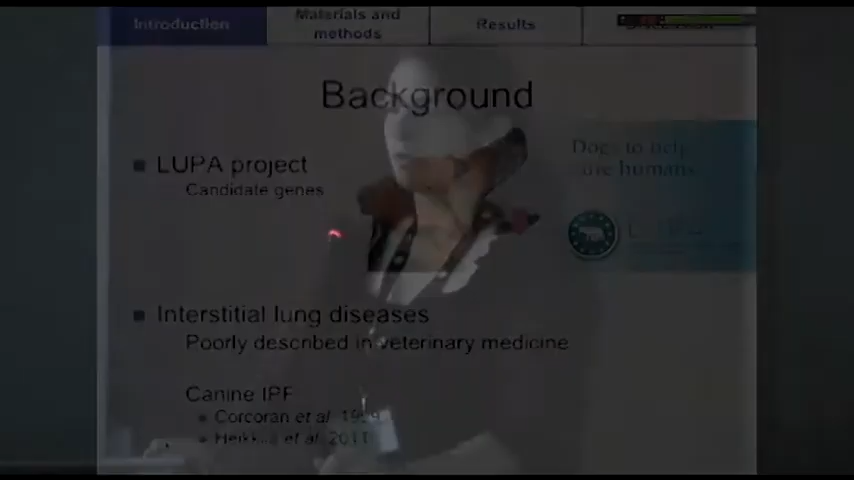 Introduction
Materials and
methods
Results
Background
LUPA project
Candidate genes
Dogs to help
cure humans
Interstitial lung diseases
Poorly described in veterinary medicine
Canine IPF
Corcoran et al. 1999
et al. 2011